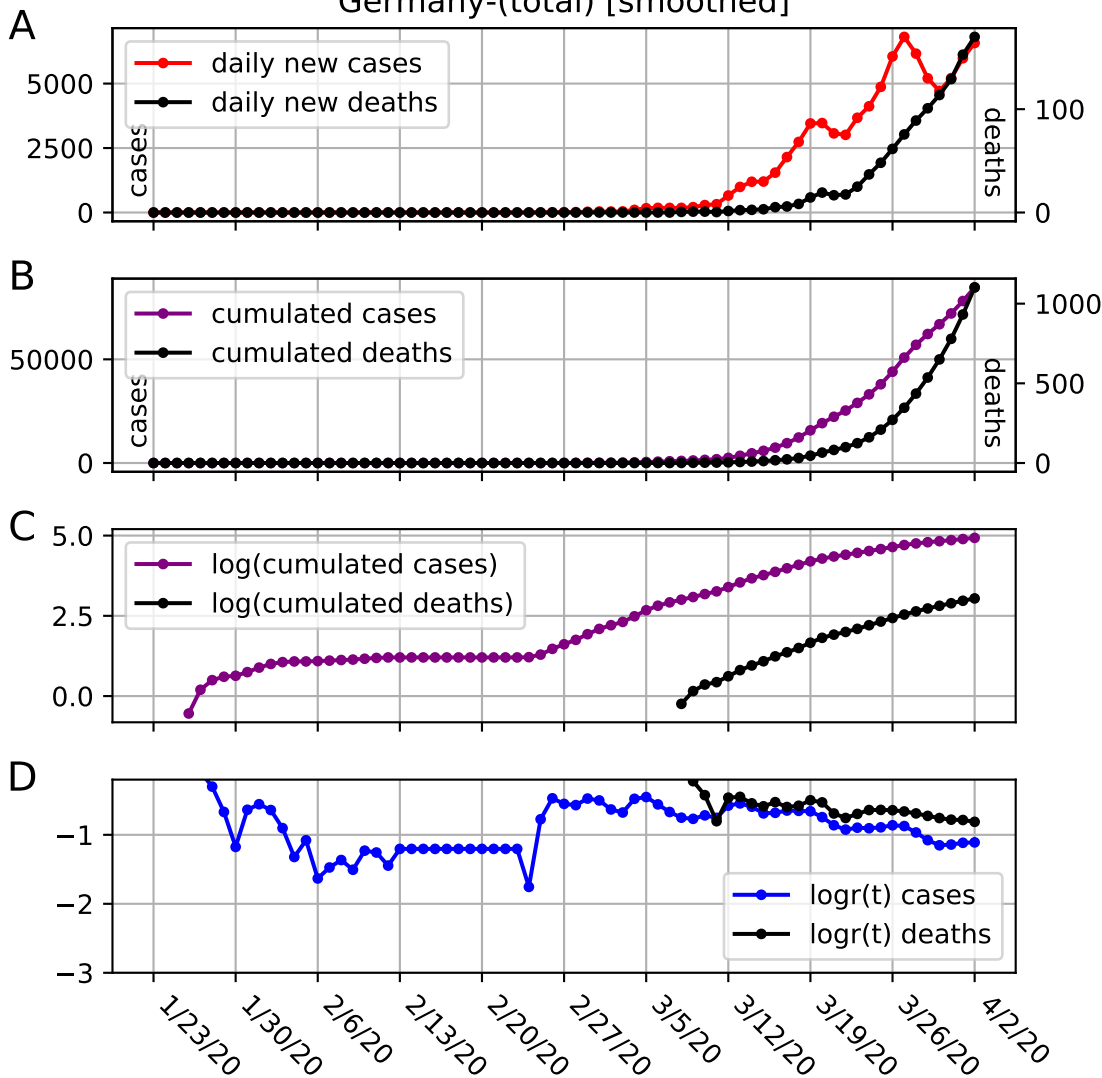 Germany-(total) [smoothed]
A
daily new cases
daily new deaths
5000
2500
0
cases
100
0
deaths
B
cumulated cases
cumulated deaths
50000
0
cases
1000
500
0
deaths
C
log(cumulated cases)
log(cumulated deaths)
5.0
2.5
0.0
D
−1
−2
−3
logr(t) cases
logr(t) deaths
1/23/20
1/30/20
2/6/20
2/13/20
2/20/20
2/27/20
3/5/20
3/12/20
3/19/20
3/26/20
4/2/20